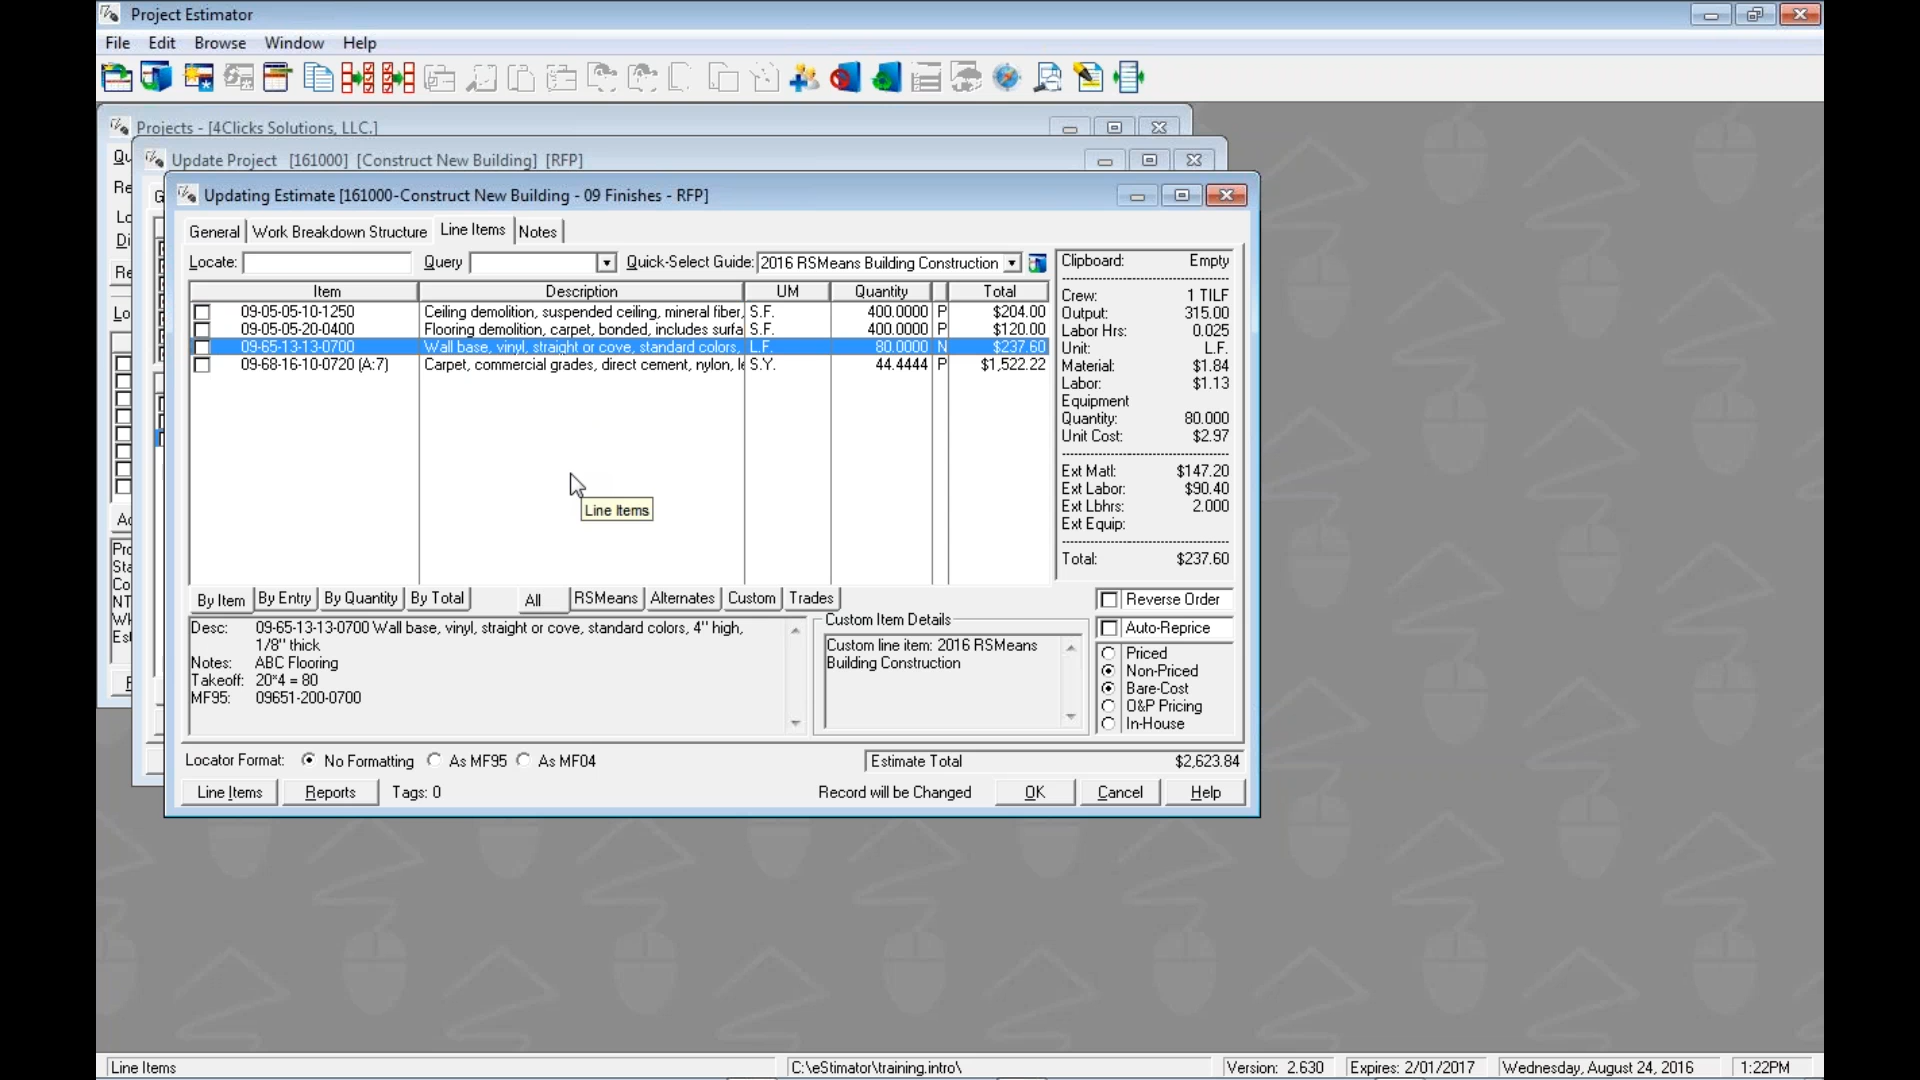 Project Estimator
File Edit Browse Window Help
Projects - [4Clicks Solutions, LLC.]
Update Project [161000] [Construct New Building] [RFP]
Updating Estimate [161000-Construct New Building - 09 Finishes - RFP]
General Work Breakdown Structure Line Items Notes
Locate: Query Quick-Select Guide: 2016 RSMeans Building Construction
Item Description UM Quantity Total
09-05-05-10-1250 Ceiling demolition, suspended ceiling, mineral fiber, S.F. 400.0000 P $204.00
09-05-05-20-0400 Flooring demolition, carpet, bonded, includes surfa S.F. 400.0000 P $120.00
09-65-13-13-0700 Wall base, vinyl, straight or cove, standard colors, L.F. 80.0000 N $237.60
09-68-16-10-0720 (A:7) Carpet, commercial grades, direct cement, nylon, le S.Y. 44.4444 P $1,522.22
Line Items
Clipboard: Empty
Crew: 1 TILF
Output: 315.00
Labor Hrs: 0.025
Unit: L.F.
Material: $1.84
Labor: $1.13
Equipment
Quantity: 80.000
Unit Cost: $2.97
Ext Matl: $147.20
Ext Labor: $90.40
Ext Lbhrs: 2.000
Ext Equip:
Total: $237.60
By Item By Entry By Quantity By Total All RSMeans Alternates Custom Trades
Reverse Order
Auto-Reprice
Priced
Non-Priced
Bare-Cost
O&P Pricing
In-House
Desc: 09-65-13-13-0700 Wall base, vinyl, straight or cove, standard colors, 4" high,
1/8" thick
Notes: ABC Flooring
Takeoff: 20*4 = 80
MF95: 09651-200-0700
Custom Item Details
Custom line item: 2016 RSMeans
Building Construction
Locator Format: No Formatting As MF95 As MF04
Estimate Total $2,623.84
Line Items Reports Tags: 0 Record will be Changed OK Cancel Help
Qu
Re
Lo
Di
Re
Lo
Ac
Pro
Sta
Co
NT
Est
Line Items C:\eStimator\training.intro\ Version: 2.630 Expires: 2/01/2017 Wednesday, August 24, 2016 1:22PM